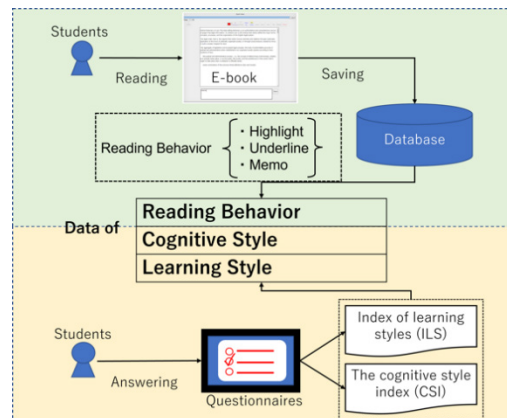 Students
Reading
E-book
Saving
Database
Reading Behavior
・Highlight
・Underline
・Memo
Data of
Reading Behavior
Cognitive Style
Learning Style
Students
Answering
Questionnaires
Index of learning
styles (ILS)
The cognitive style
index (CSI)